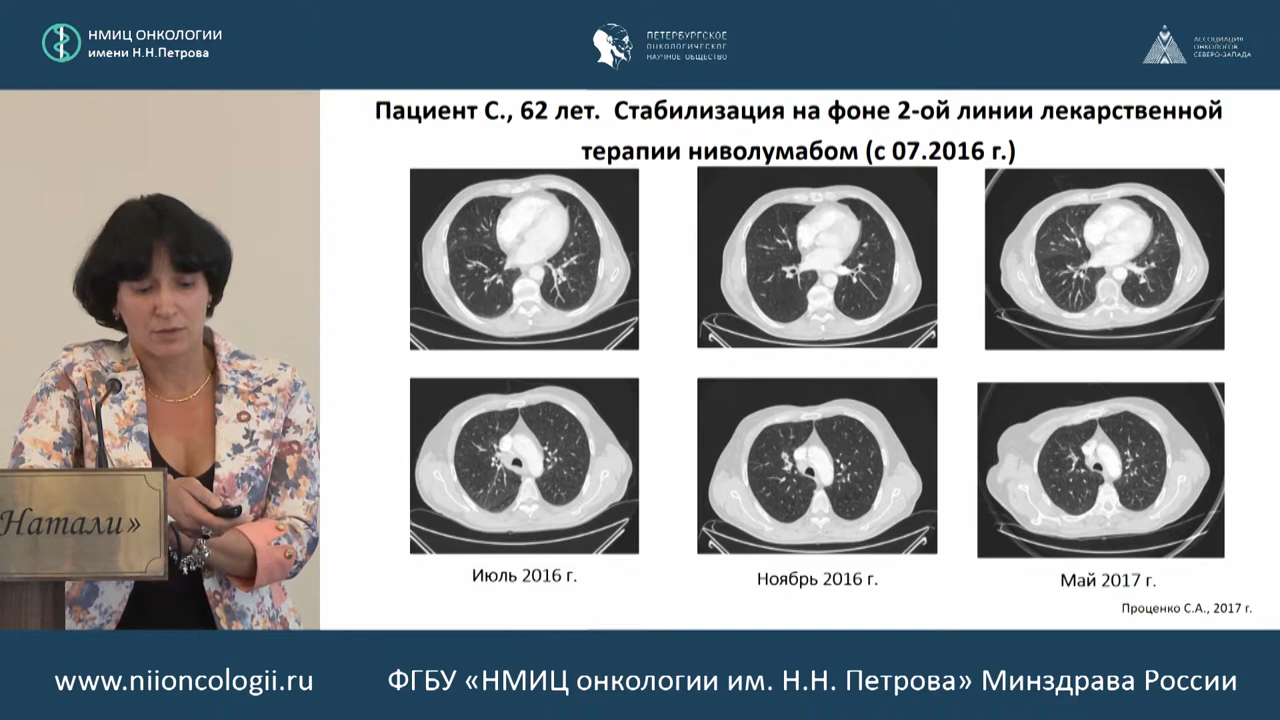 НМИЦ ОНКОЛОГИИ
имени Н.Н.Петрова
ПЕТЕРБУРГСКОЕ
ОНКОЛОГИЧЕСКОЕ
НАУЧНОЕ ОБЩЕСТВО
АССОЦИАЦИЯ
ОНКОЛОГОВ
СЕВЕРО-ЗАПАДА
Пациент С., 62 лет. Стабилизация на фоне 2-ой линии лекарственной
терапии ниволумабом (с 07.2016 г.)
Июль 2016 г.
Ноябрь 2016 г.
Май 2017 г.
Проценко С.А., 2017 г.
Натали»
www.niioncologii.ru
ФГБУ «НМИЦ онкологии им. Н.Н. Петрова» Минздрава России